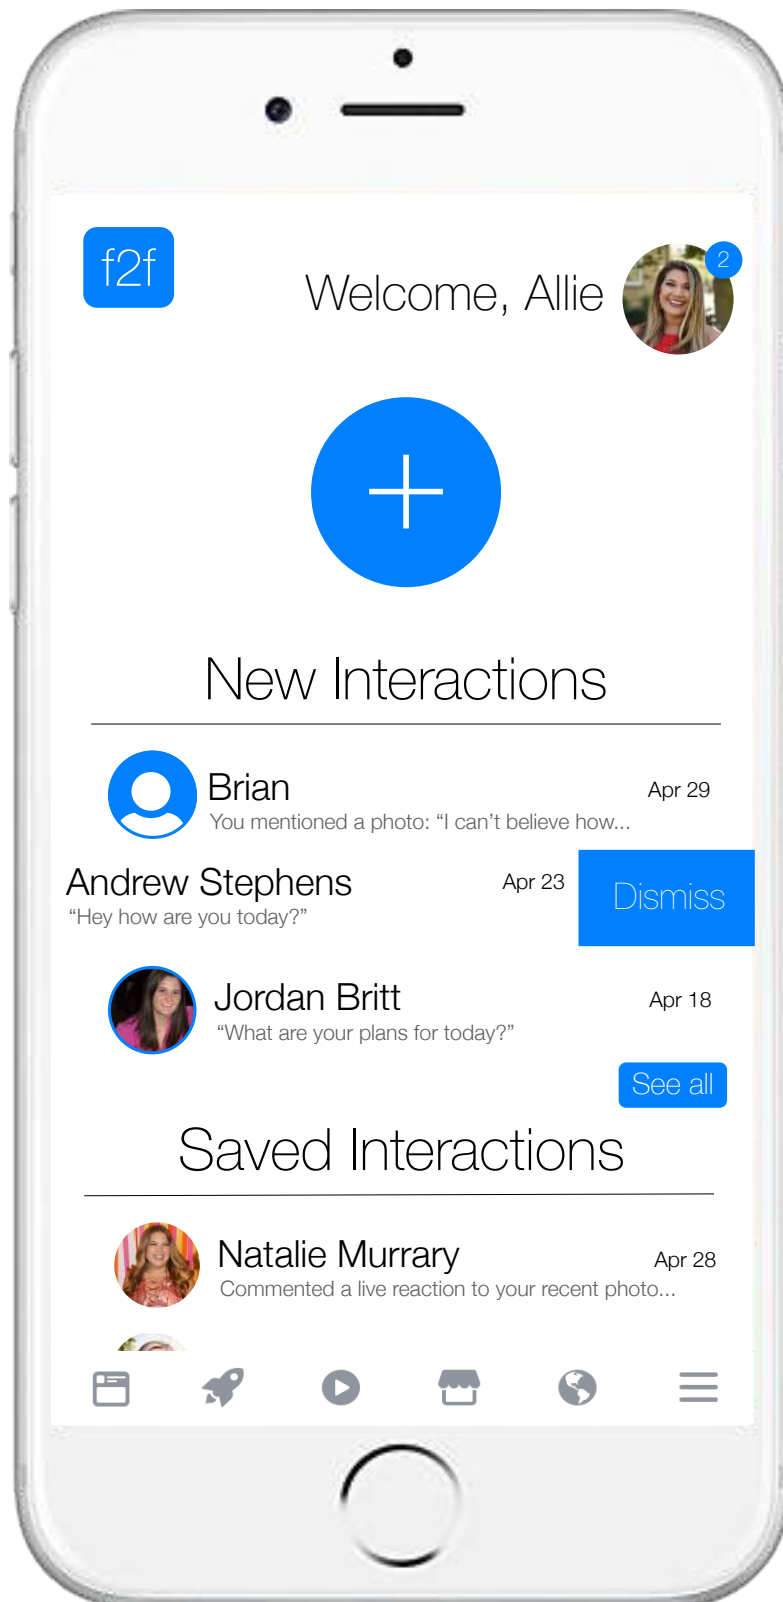 f2f
Welcome, Allie
2
New Interactions
Brian
Apr 29
You mentioned a photo: “I can’t believe how...
Andrew Stephens
Apr 23
Dismiss
“Hey how are you today?”
Jordan Britt
Apr 18
“What are your plans for today?”
See all
Saved Interactions
Natalie Murrary
Apr 28
Commented a live reaction to your recent photo...